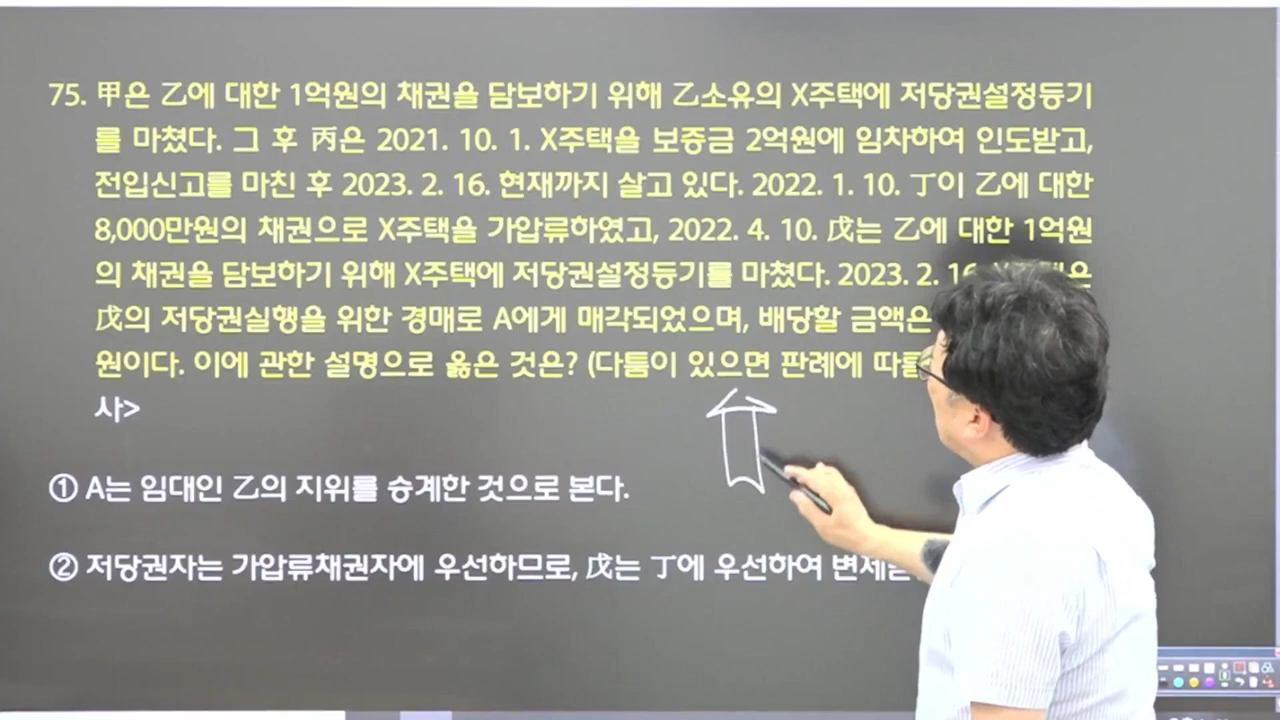 75. 甲은 乙에 대한 1억원의 채권을 담보하기 위해 乙소유의 X주택에 저당권설정등기
를 마쳤다. 그 후 丙은 2021. 10. 1. X주택을 보증금 2억원에 임차하여 인도받고,
전입신고를 마친 후 2023. 2. 16. 현재까지 살고 있다. 2022. 1. 10. 丁이 乙에 대한
8,000만원의 채권으로 X주택을 가압류하였고, 2022. 4. 10. 戊는 乙에 대한 1억원
의 채권을 담보하기 위해 X주택에 저당권설정등기를 마쳤다. 2023. 2. 16
戊의 저당권실행을 위한 경매로 A에게 매각되었으며, 배당할 금액은
원이다. 이에 관한 설명으로 옳은 것은? (다툼이 있으면 판례에 따름
사>
① A는 임대인 乙의 지위를 승계한 것으로 본다.
② 저당권자는 가압류채권자에 우선하므로, 戊는 丁에 우선하여